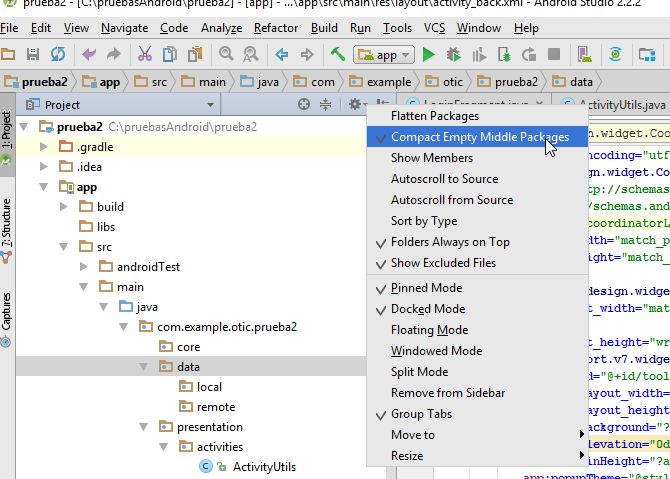 prueba2 - [C:\pruebasAndroid\prueba2] - [app] - ...\app\src\main\res\layout\activity_back.xml - Android Studio 2.2.2
File Edit View Navigate Code Analyze Refactor Build Run Tools VCS Window Help
app
prueba2 app src main java com example otic prueba2 data
Project
LoginFragment.java ActivityUtils.java
1: Project
7: Structure
Captures
prueba2 C:\pruebasAndroid\prueba2
.gradle
.idea
app
build
libs
src
androidTest
main
java
com.example.otic.prueba2
core
data
local
remote
presentation
activities
ActivityUtils
Flatten Packages
Compact Empty Middle Packages
Show Members
Autoscroll to Source
Autoscroll from Source
Sort by Type
Folders Always on Top
Show Excluded Files
Pinned Mode
Docked Mode
Floating Mode
Windowed Mode
Split Mode
Remove from Sidebar
Group Tabs
Move to
Resize
.widget.Coo
ncoding="utf
gn.widget.Co
tp://schemas
/schemas.and
coordinatorL
dth="match_p
ight="match_
design.widge
t_width="mat
t_height="wr
ort.v7.widge
d="@+id/tool
ayout_width=
ayout_height
ackground="?
levation="0d
inHeight="?a
app:popupTheme="@styl